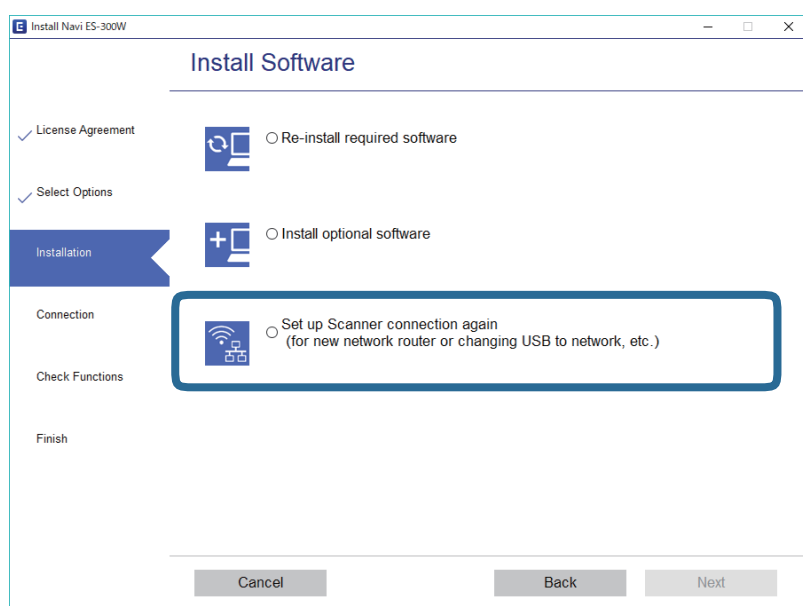 E Install Navi ES-300W
Install Software
License Agreement
Select Options
Installation
Connection
Check Functions
Finish
Re-install required software
Install optional software
Set up Scanner connection again
(for new network router or changing USB to network, etc.)
Cancel
Back
Next